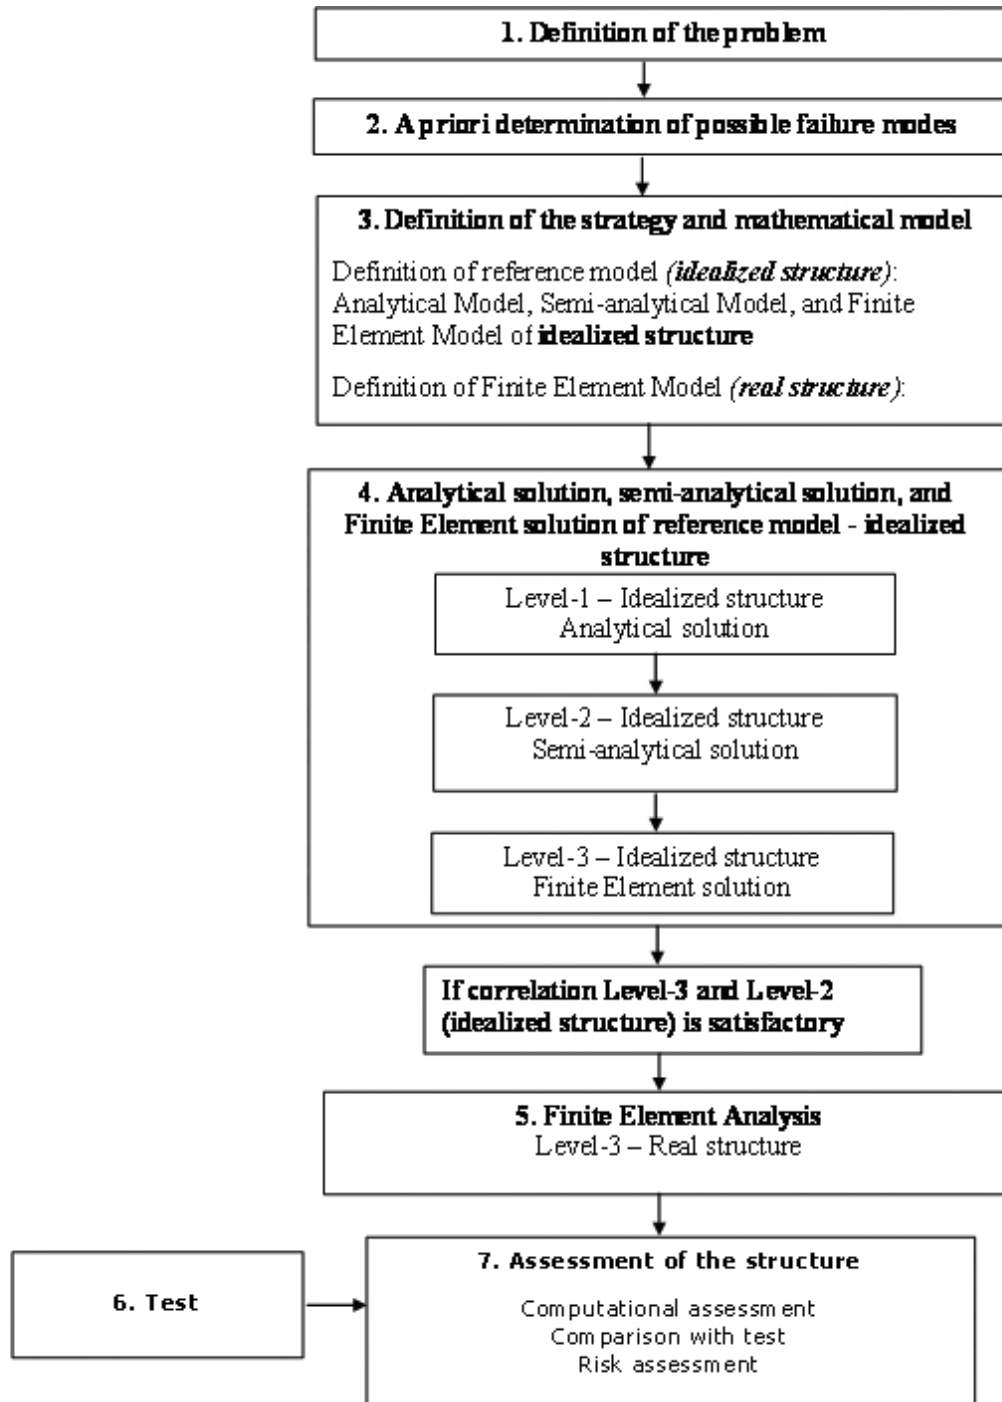 1. Definition of the problem
2. A priori determination of possible failure modes
3. Definition of the strategy and mathematical model
Definition of reference model (idealized structure):
Analytical Model, Semi-analytical Model, and Finite
Element Model of idealized structure
Definition of Finite Element Model (real structure):
4. Analytical solution, semi-analytical solution, and
Finite Element solution of reference model - idealized
structure
Level-1 – Idealized structure
Analytical solution
Level-2 – Idealized structure
Semi-analytical solution
Level-3 – Idealized structure
Finite Element solution
If correlation Level-3 and Level-2
(idealized structure) is satisfactory
5. Finite Element Analysis
Level-3 – Real structure
6. Test
7. Assessment of the structure
Computational assessment
Comparison with test
Risk assessment